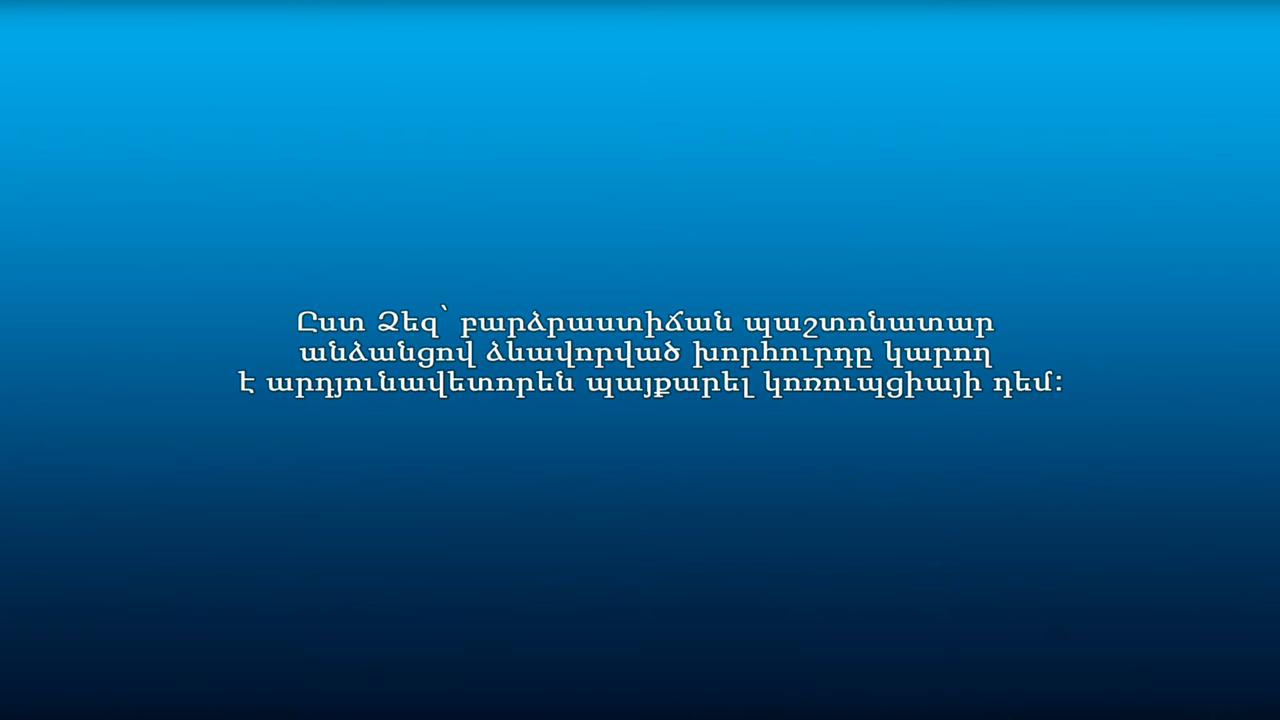 Ըստ Ձեզ՝ բարձրաստիճան պաշտոնատար
անձանցով ձևավորված խորհուրդը կարող
է արդյունավետորեն պայքարել կոռուպցիայի դեմ: